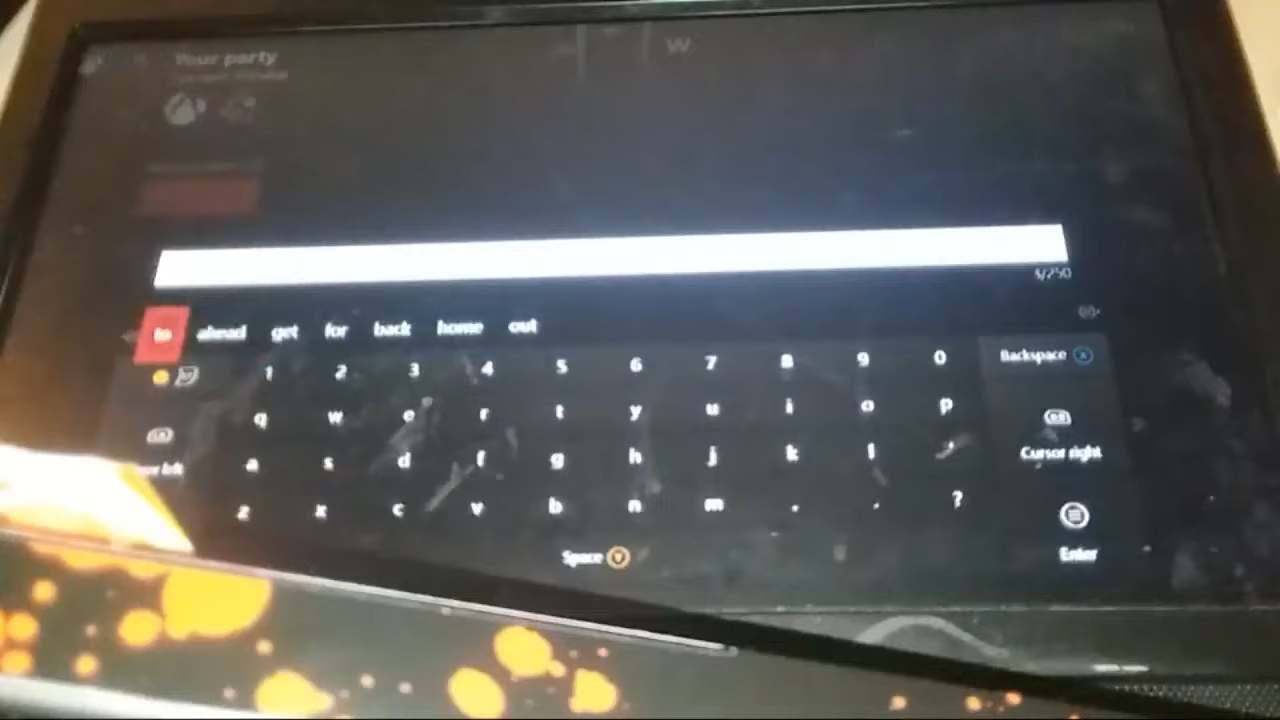 Your party
W
/250
to ahead get for back home out
1 2 3 4 5 6 7 8 9 0 Backspace X
q w e r t y u i o p
a s d f g h j k l ' Cursor right
z x c v b n m , . ?
Space Y Enter